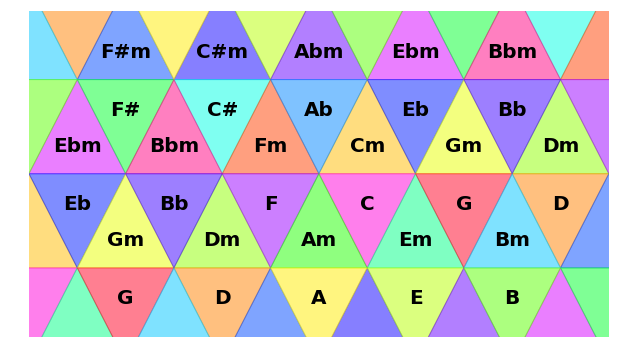 F#m C#m Abm Ebm Bbm
F# C# Ab Eb Bb
Ebm Bbm Fm Cm Gm Dm
Eb Bb F C G D
Gm Dm Am Em Bm
G D A E B